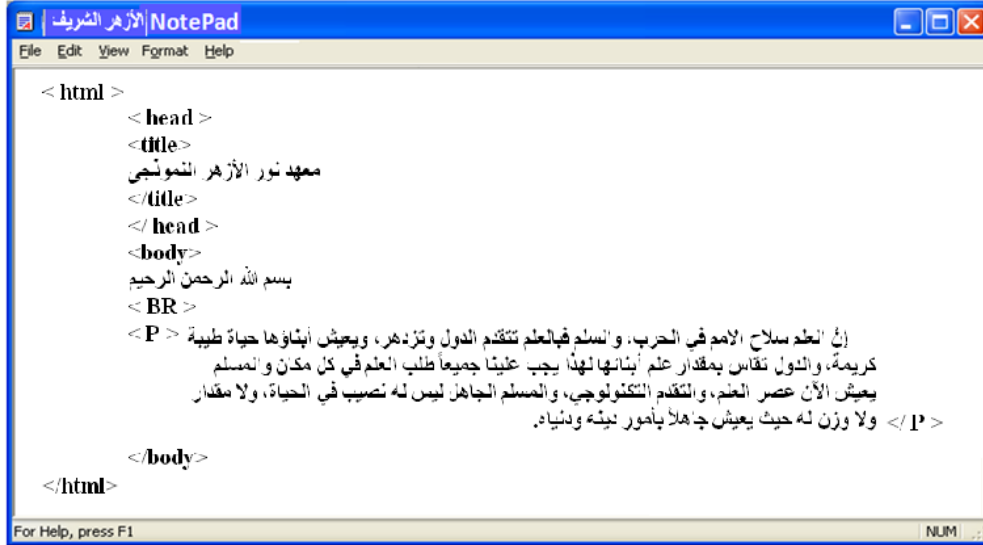 NotePad الأزهر الشريف
File Edit View Format Help
< html >
< head >
<title>
معهد نور الأزهر النموذجي
</title>
</ head >
<body>
بسم الله الرحمن الرحيم
< BR >
< P > إنَّ العلم سلاح الامم في الحرب، والسلم فبالعلم تتقدم الدول وتزدهر، ويعيش أبناؤها حياة طيبة
كريمة، والدول تقاس بمقدار علم أبنائها لهذا يجب علينا جميعاً طلب العلم في كل مكان والمسلم
يعيش الآن عصر العلم، والتقدم التكنولوجي، والمسلم الجاهل ليس له نصيب في الحياة، ولا مقدار
ولا وزن له حيث يعيش جاهلاً بأمور دينه ودنياه. </ P >
</body>
</html>
For Help, press F1 NUM